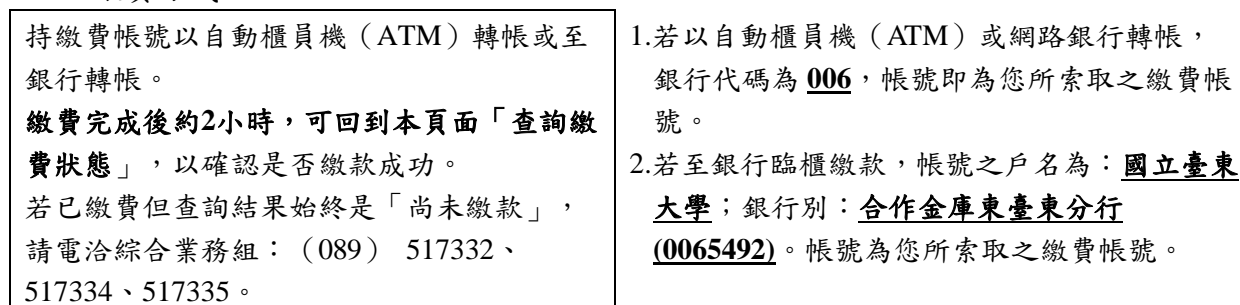 持繳費帳號以自動櫃員機（ATM）轉帳或至
銀行轉帳。
繳費完成後約2小時，可回到本頁面「查詢繳
費狀態」，以確認是否繳款成功。
若已繳費但查詢結果始終是「尚未繳款」，
請電洽綜合業務組：（089） 517332、
517334、517335。
1.若以自動櫃員機（ATM）或網路銀行轉帳，
銀行代碼為 006，帳號即為您所索取之繳費帳
號。
2.若至銀行臨櫃繳款，帳號之戶名為：國立臺東
大學；銀行別：合作金庫東臺東分行
(0065492)。帳號為您所索取之繳費帳號。